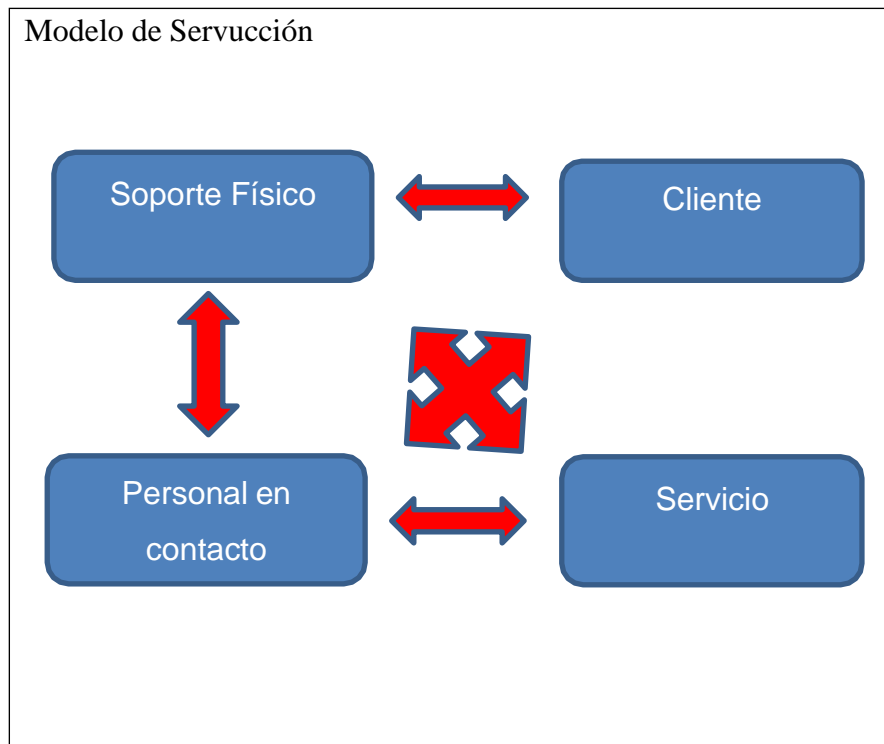 Modelo de Servucción
Soporte Físico
Cliente
Personal en
contacto
Servicio